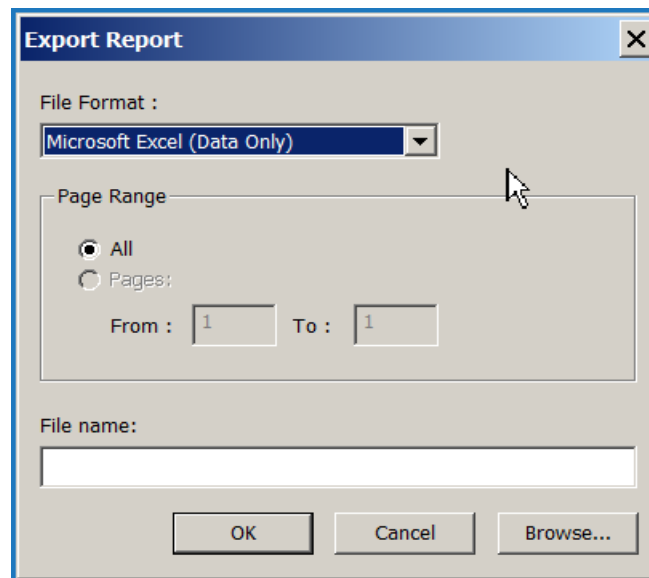 Export Report
File Format :
Microsoft Excel (Data Only)
Page Range
All
Pages:
From : 1 To : 1
File name:
OK Cancel Browse...